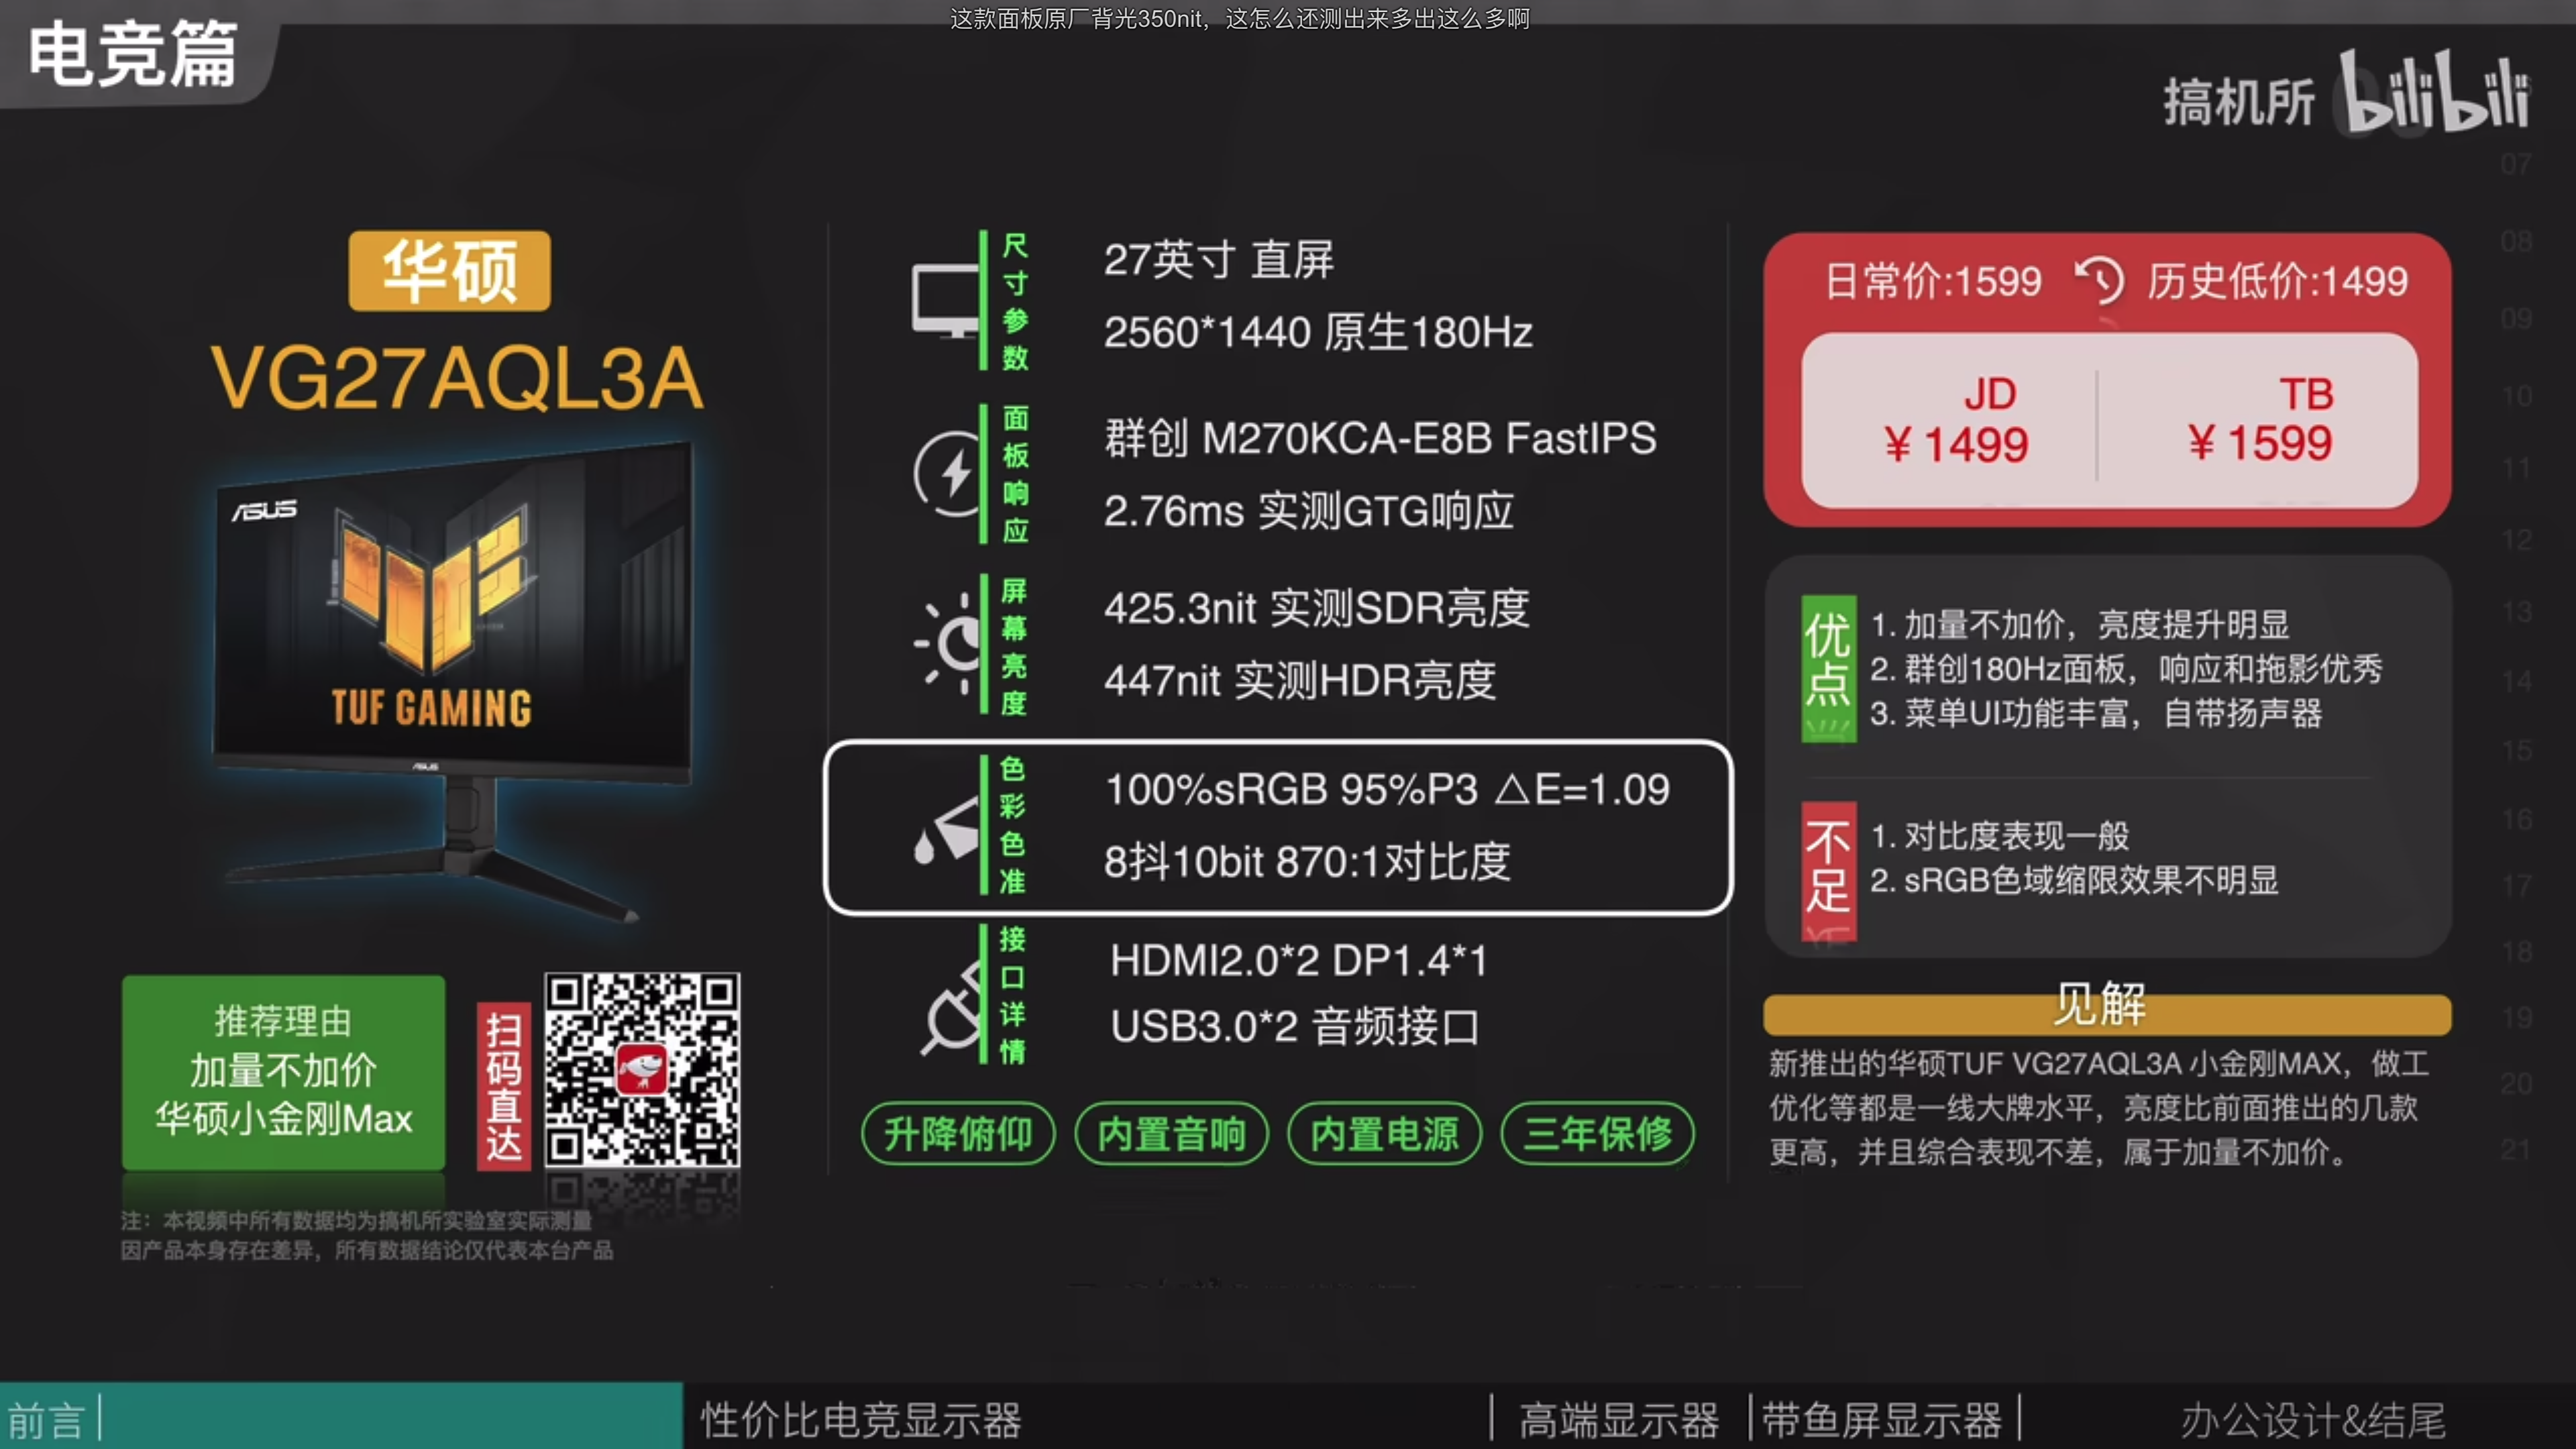 这款面板原厂背光350nit，这怎么还测出来多出这么多啊
电竞篇
搞机所 bilibili
华硕
VG27AQL3A
ASUS
TUF GAMING
ASUS
推荐理由
加量不加价
华硕小金刚Max
扫码直达
注：本视频中所有数据均为搞机所实验室实际测量
因产品本身存在差异，所有数据结论仅代表本台产品
尺寸参数
27英寸 直屏
2560*1440 原生180Hz
面板响应
群创 M270KCA-E8B FastIPS
2.76ms 实测GTG响应
屏幕亮度
425.3nit 实测SDR亮度
447nit 实测HDR亮度
色彩色准
100%sRGB 95%P3 △E=1.09
8抖10bit 870:1对比度
接口详情
HDMI2.0*2 DP1.4*1
USB3.0*2 音频接口
升降俯仰 内置音响 内置电源 三年保修
日常价:1599 历史低价:1499
JD TB
¥1499 ¥1599
优点
1. 加量不加价，亮度提升明显
2. 群创180Hz面板，响应和拖影优秀
3. 菜单UI功能丰富，自带扬声器
不足
1. 对比度表现一般
2. sRGB色域缩限效果不明显
见解
新推出的华硕TUF VG27AQL3A 小金刚MAX，做工
优化等都是一线大牌水平，亮度比前面推出的几款
更高，并且综合表现不差，属于加量不加价。
07
08
09
10
11
12
13
14
15
16
17
18
19
20
21
前言 性价比电竞显示器 高端显示器 带鱼屏显示器 办公设计&结尾